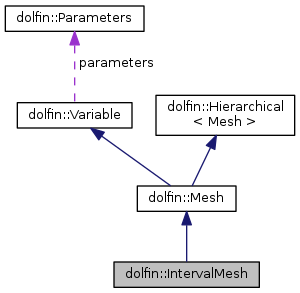 dolfin::Parameters
parameters
dolfin::Variable
dolfin::Hierarchical
< Mesh >
dolfin::Mesh
dolfin::IntervalMesh